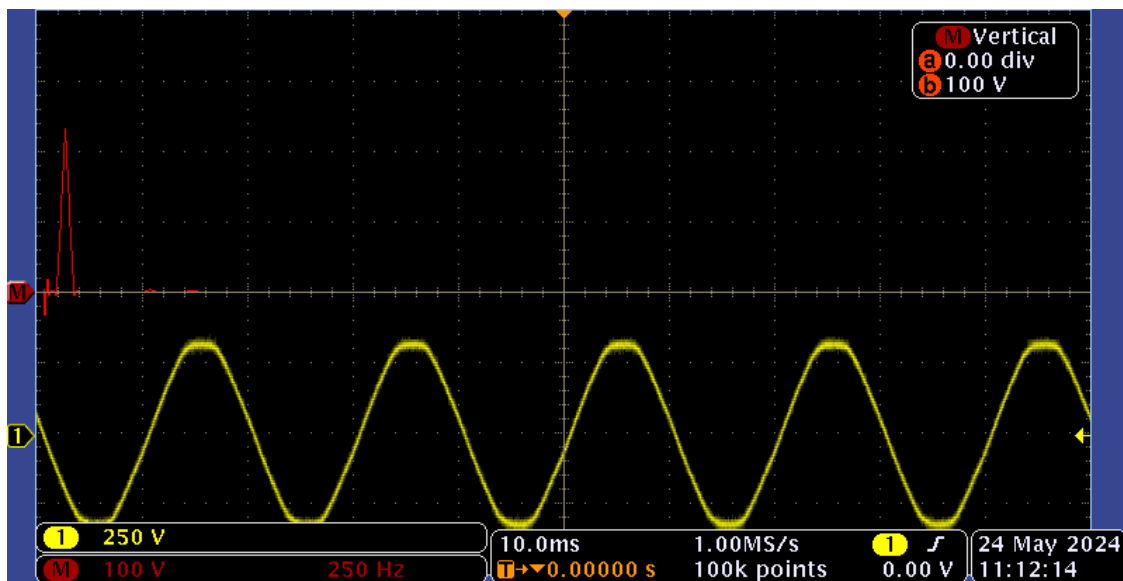 M Vertical
a 0.00 div
b 100 V
M
1
1 250 V
M 100 V 250 Hz
10.0ms 1.00MS/s 1
T→▼0.00000 s 100k points 0.00 V
24 May 2024
11:12:14